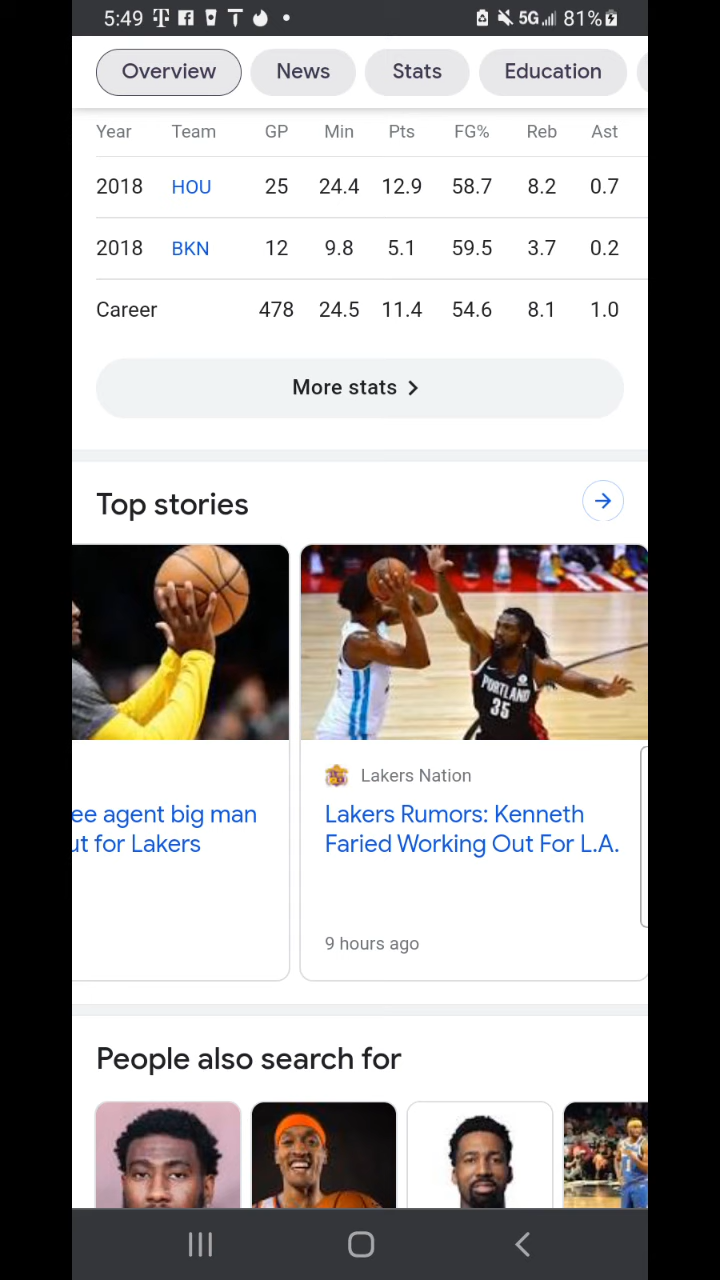 5:49 5G 81%
Overview News Stats Education
Year Team GP Min Pts FG% Reb Ast
2018 HOU 25 24.4 12.9 58.7 8.2 0.7
2018 BKN 12 9.8 5.1 59.5 3.7 0.2
Career 478 24.5 11.4 54.6 8.1 1.0
More stats
Top stories
PORTLAND
35
Lakers Nation
ee agent big man
ut for Lakers
Lakers Rumors: Kenneth
Faried Working Out For L.A.
9 hours ago
People also search for